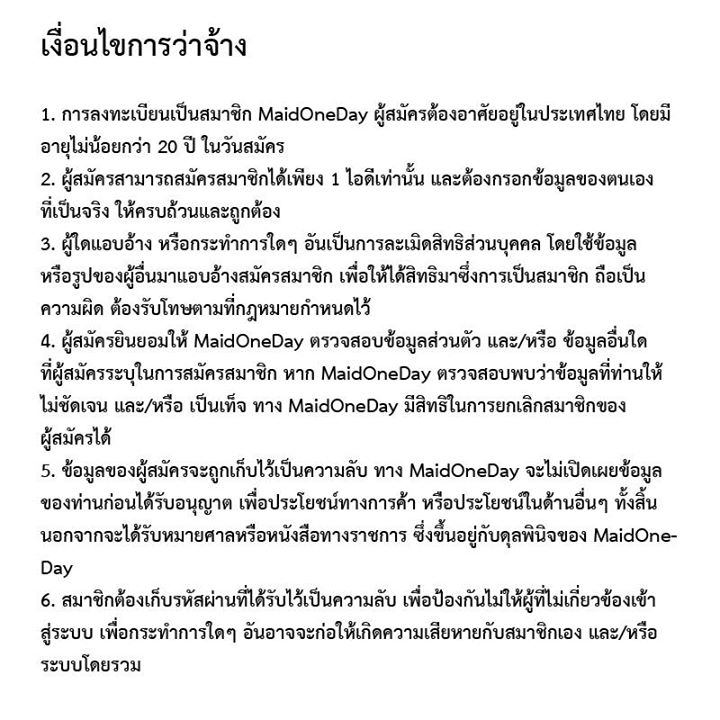 เงื่อนไขการว่าจ้าง
1. การลงทะเบียนเป็นสมาชิก MaidOneDay ผู้สมัครต้องอาศัยอยู่ในประเทศไทย โดยมี
อายุไม่น้อยกว่า 20 ปี ในวันสมัคร
2. ผู้สมัครสามารถสมัครสมาชิกได้เพียง 1 ไอดีเท่านั้น และต้องกรอกข้อมูลของตนเอง
ที่เป็นจริง ให้ครบถ้วนและถูกต้อง
3. ผู้ใดแอบอ้าง หรือกระทำการใดๆ อันเป็นการละเมิดสิทธิส่วนบุคคล โดยใช้ข้อมูล
หรือรูปของผู้อื่นมาแอบอ้างสมัครสมาชิก เพื่อให้ได้สิทธิมาซึ่งการเป็นสมาชิก ถือเป็น
ความผิด ต้องรับโทษตามที่กฎหมายกำหนดไว้
4. ผู้สมัครยินยอมให้ MaidOneDay ตรวจสอบข้อมูลส่วนตัว และ/หรือ ข้อมูลอื่นใด
ที่ผู้สมัครระบุในการสมัครสมาชิก หาก MaidOneDay ตรวจสอบพบว่าข้อมูลที่ท่านให้
ไม่ชัดเจน และ/หรือ เป็นเท็จ ทาง MaidOneDay มีสิทธิในการยกเลิกสมาชิกของ
ผู้สมัครได้
5. ข้อมูลของผู้สมัครจะถูกเก็บไว้เป็นความลับ ทาง MaidOneDay จะไม่เปิดเผยข้อมูล
ของท่านก่อนได้รับอนุญาต เพื่อประโยชน์ทางการค้า หรือประโยชน์ในด้านอื่นๆ ทั้งสิ้น
นอกจากจะได้รับหมายศาลหรือหนังสือทางราชการ ซึ่งขึ้นอยู่กับดุลพินิจของ MaidOne-
Day
6. สมาชิกต้องเก็บรหัสผ่านที่ได้รับไว้เป็นความลับ เพื่อป้องกันไม่ให้ผู้ที่ไม่เกี่ยวข้องเข้า
สู่ระบบ เพื่อกระทำการใดๆ อันอาจจะก่อให้เกิดความเสียหายกับสมาชิกเอง และ/หรือ
ระบบโดยรวม